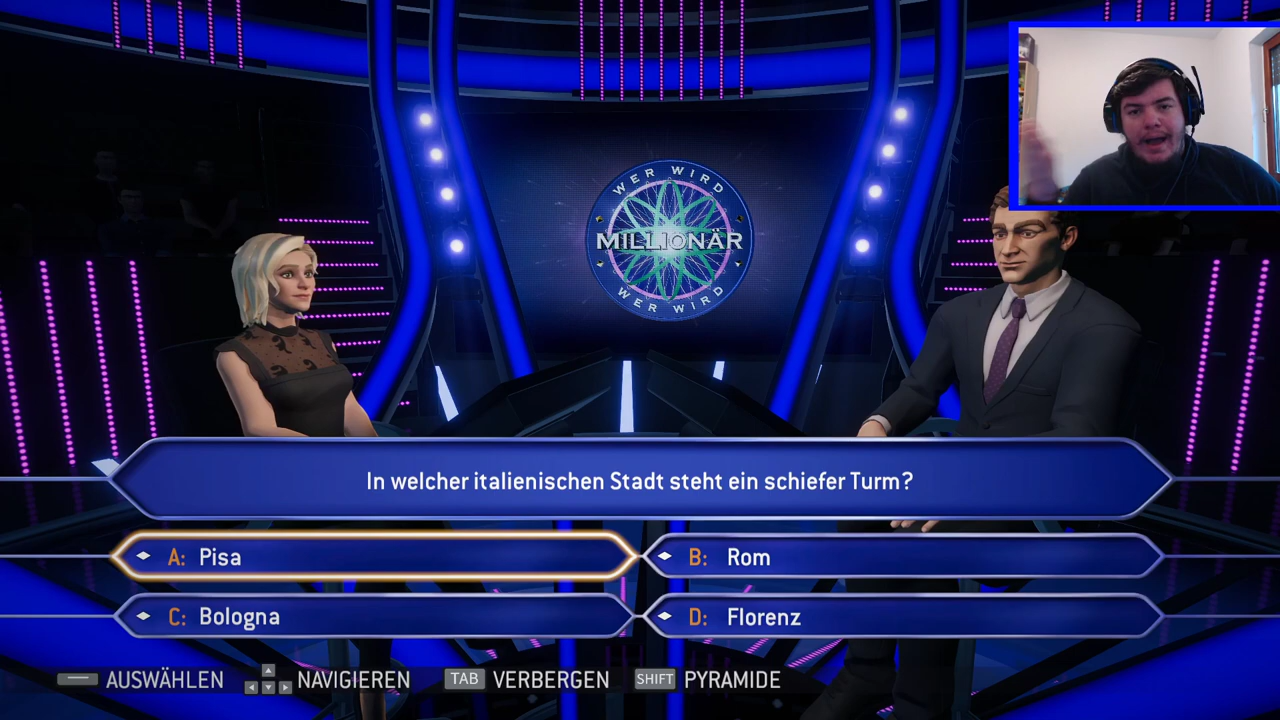 WER WIRD
MILLIONÄR
WER WIRD
In welcher italienischen Stadt steht ein schiefer Turm?
A: Pisa
B: Rom
C: Bologna
D: Florenz
AUSWÄHLEN
NAVIGIEREN
TAB VERBERGEN
SHIFT PYRAMIDE